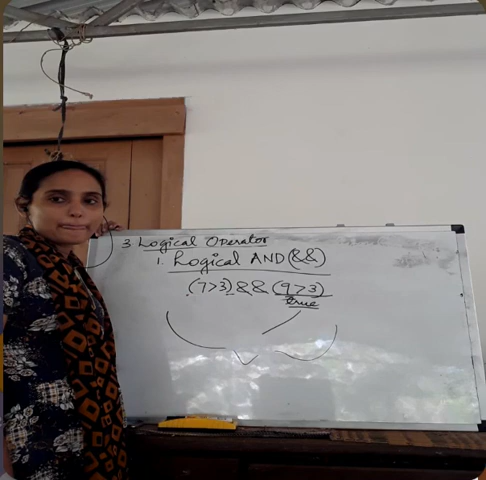 3 Logical Operator
1. Logical AND (&&)
(7>3) && (9>3)
true